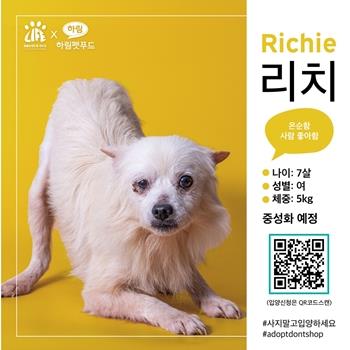 LIFE
X
하림
하림펫푸드
Richie
리치
온순함
사람 좋아함
● 나이: 7살
● 성별: 여
● 체중: 5kg
중성화 예정
(입양신청은 QR코드스캔)
#사지말고입양하세요
#adoptdontshop